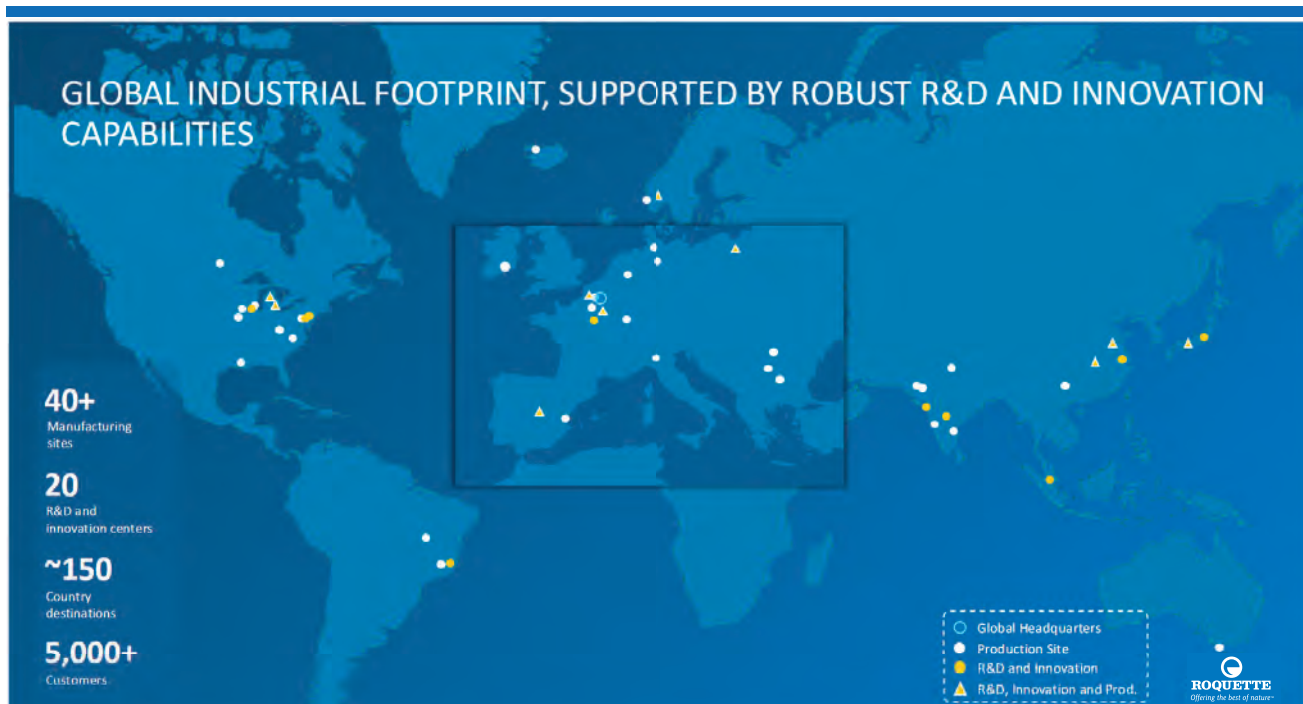 GLOBAL INDUSTRIAL FOOTPRINT, SUPPORTED BY ROBUST R&D AND INNOVATION
CAPABILITIES
40+
Manufacturing
sites
20
R&D and
innovation centers
~150
Country
destinations
5,000+
Customers
Global Headquarters
Production Site
R&D and Innovation
R&D, Innovation and Prod.
ROQUETTE
Offering the best of nature™